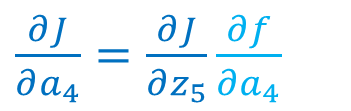 ∂J/∂a₄ = ∂J/∂z₅ ∂f/∂a₄